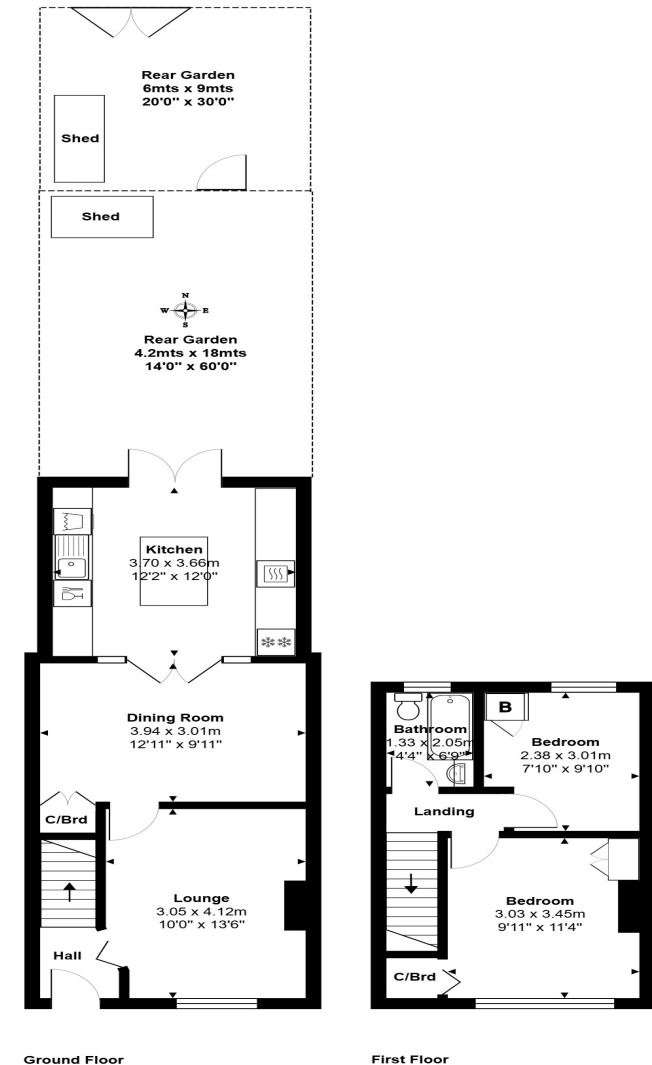 Rear Garden
6mts x 9mts
20'0" x 30'0"
Shed
Shed
N
W E
S
Rear Garden
4.2mts x 18mts
14'0" x 60'0"
Kitchen
3.70 x 3.66m
12'2" x 12'0"
Dining Room
3.94 x 3.01m
12'11" x 9'11"
C/Brd
Lounge
3.05 x 4.12m
10'0" x 13'6"
Hall
Ground Floor
B
Bathroom
1.33 x 2.05m
4'4" x 6'9"
Bedroom
2.38 x 3.01m
7'10" x 9'10"
Landing
Bedroom
3.03 x 3.45m
9'11" x 11'4"
C/Brd
First Floor